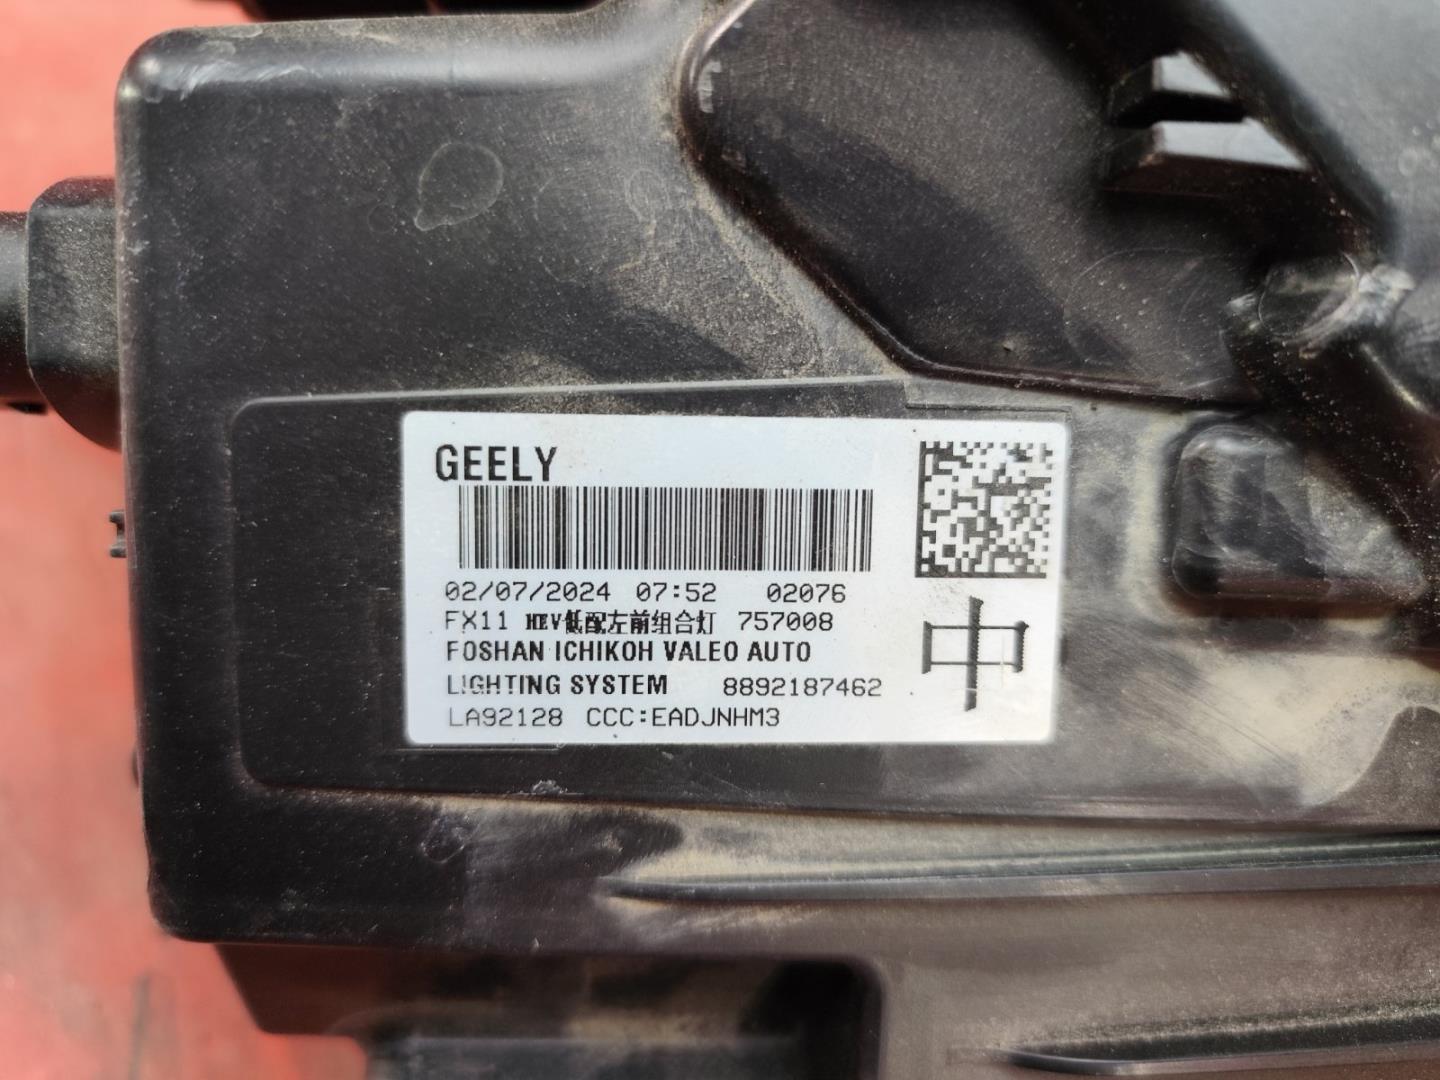 GEELY
02/07/2024 07:52 02076
FX11 HEV低配左前组合灯 757008
FOSHAN ICHIKOH VALEO AUTO
LIGHTING SYSTEM 8892187462
LA92128 CCC:EADJNHM3
中